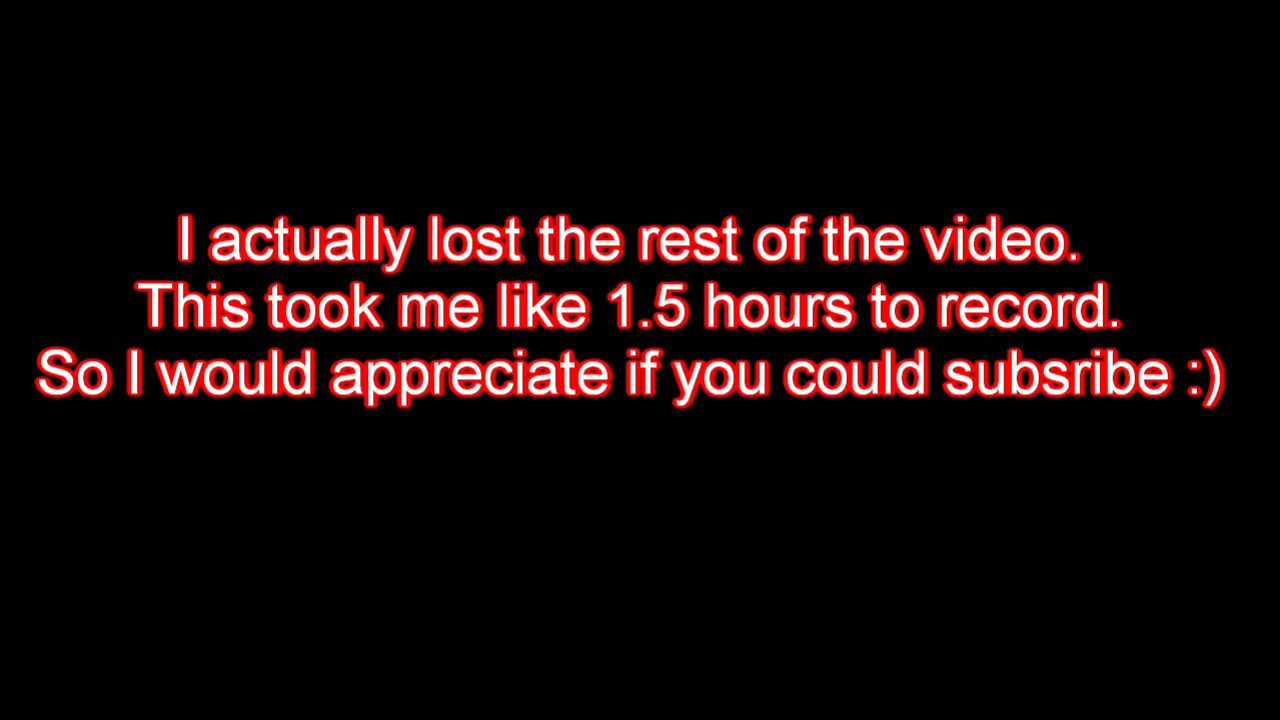 I actually lost the rest of the video.
This took me like 1.5 hours to record.
So I would appreciate if you could subsribe :)